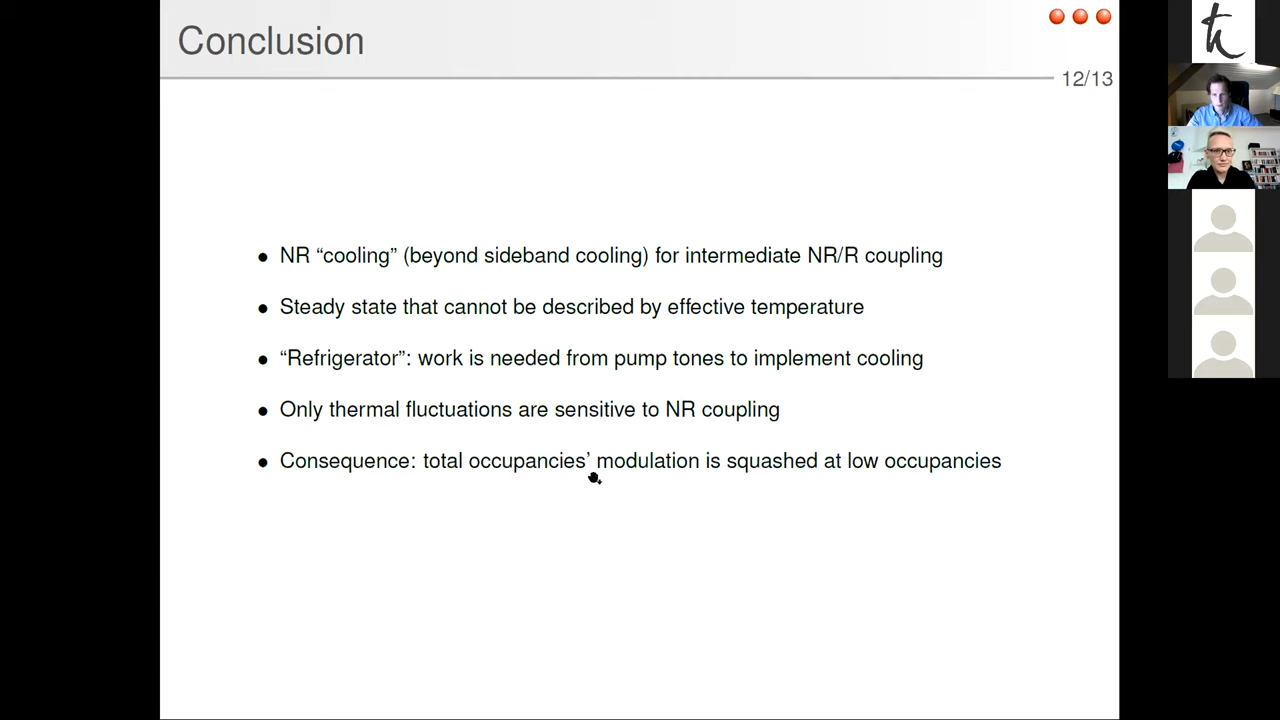 Conclusion
12/13
• NR “cooling” (beyond sideband cooling) for intermediate NR/R coupling
• Steady state that cannot be described by effective temperature
• “Refrigerator”: work is needed from pump tones to implement cooling
• Only thermal fluctuations are sensitive to NR coupling
• Consequence: total occupancies’ modulation is squashed at low occupancies